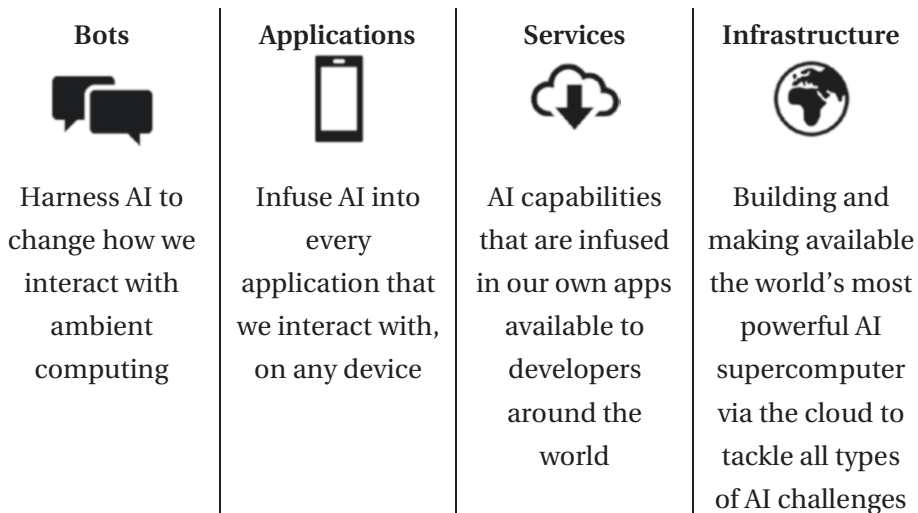 Bots
Harness AI to
change how we
interact with
ambient
computing
Applications
Infuse AI into
every
application that
we interact with,
on any device
Services
AI capabilities
that are infused
in our own apps
available to
developers
around the
world
Infrastructure
Building and
making available
the world’s most
powerful AI
supercomputer
via the cloud to
tackle all types
of AI challenges